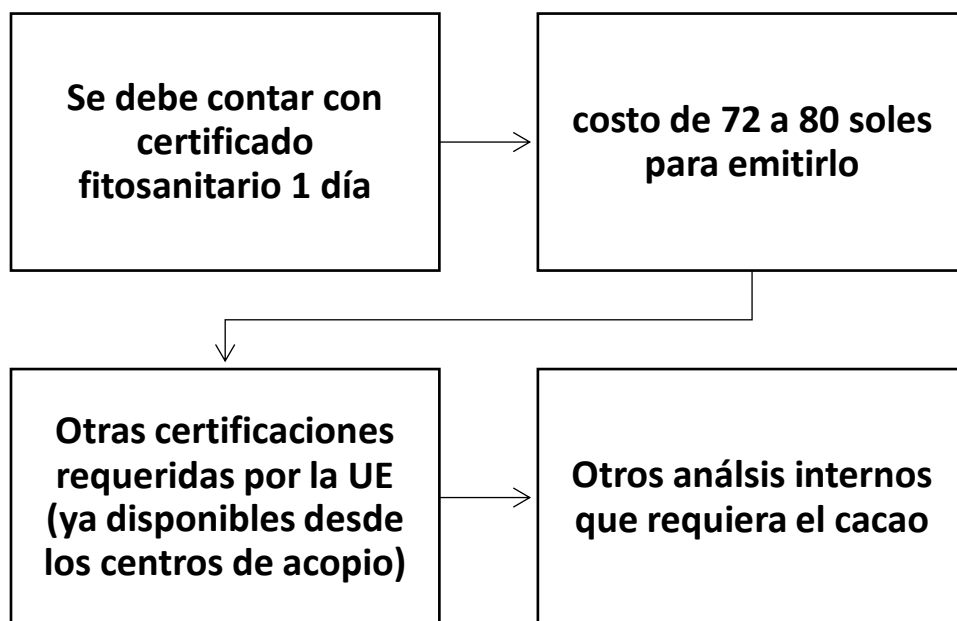 Se debe contar con
certificado
fitosanitario 1 día
costo de 72 a 80 soles
para emitirlo
Otras certificaciones
requeridas por la UE
(ya disponibles desde
los centros de acopio)
Otros análsis internos
que requiera el cacao